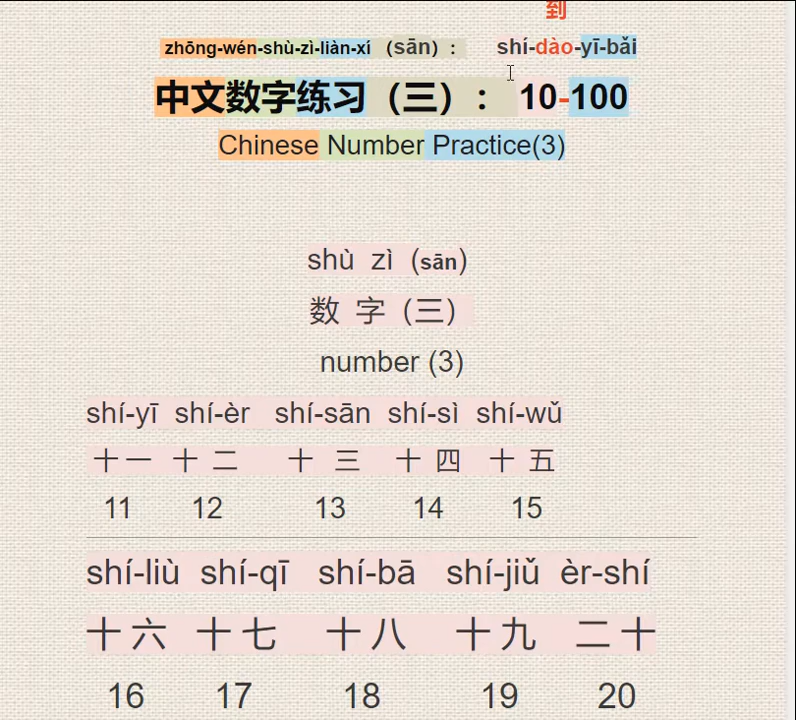 到
zhōng-wén-shù-zì-liàn-xí （sān）： shí-dào-yī-bǎi
中文数字练习（三）： 10-100
Chinese Number Practice(3)
shù zì (sān)
数 字 （三）
number (3)
shí-yī shí-èr shí-sān shí-sì shí-wǔ
十一 十 二 十 三 十 四 十 五
11 12 13 14 15
shí-liù shí-qī shí-bā shí-jiǔ èr-shí
十 六 十 七 十 八 十 九 二 十
16 17 18 19 20